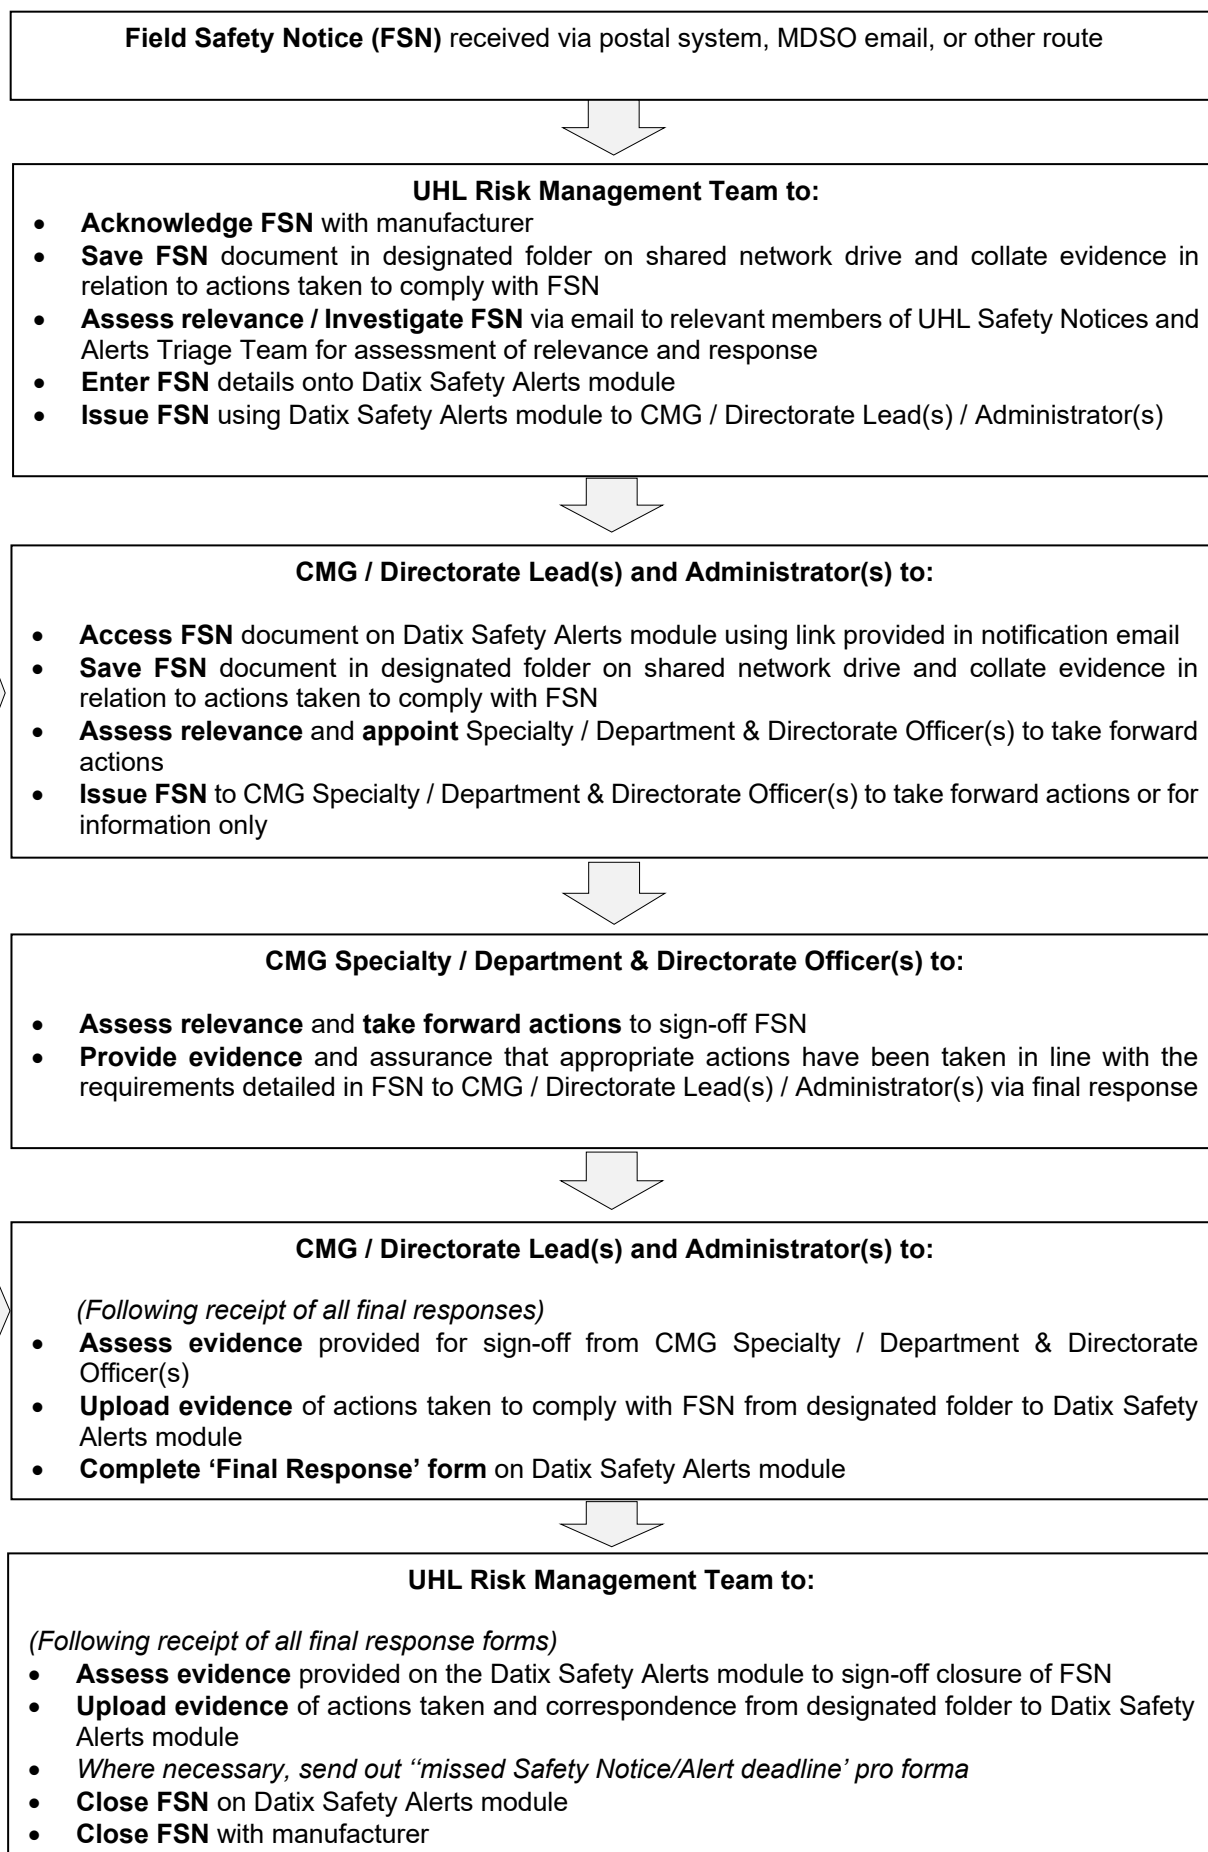 Field Safety Notice (FSN) received via postal system, MDSO email, or other route
UHL Risk Management Team to:
• Acknowledge FSN with manufacturer
• Save FSN document in designated folder on shared network drive and collate evidence in
relation to actions taken to comply with FSN
• Assess relevance / Investigate FSN via email to relevant members of UHL Safety Notices and
Alerts Triage Team for assessment of relevance and response
• Enter FSN details onto Datix Safety Alerts module
• Issue FSN using Datix Safety Alerts module to CMG / Directorate Lead(s) / Administrator(s)
CMG / Directorate Lead(s) and Administrator(s) to:
• Access FSN document on Datix Safety Alerts module using link provided in notification email
• Save FSN document in designated folder on shared network drive and collate evidence in
relation to actions taken to comply with FSN
• Assess relevance and appoint Specialty / Department & Directorate Officer(s) to take forward
actions
• Issue FSN to CMG Specialty / Department & Directorate Officer(s) to take forward actions or for
information only
CMG Specialty / Department & Directorate Officer(s) to:
• Assess relevance and take forward actions to sign-off FSN
• Provide evidence and assurance that appropriate actions have been taken in line with the
requirements detailed in FSN to CMG / Directorate Lead(s) / Administrator(s) via final response
CMG / Directorate Lead(s) and Administrator(s) to:
(Following receipt of all final responses)
• Assess evidence provided for sign-off from CMG Specialty / Department & Directorate
Officer(s)
• Upload evidence of actions taken to comply with FSN from designated folder to Datix Safety
Alerts module
• Complete ‘Final Response’ form on Datix Safety Alerts module
UHL Risk Management Team to:
(Following receipt of all final response forms)
• Assess evidence provided on the Datix Safety Alerts module to sign-off closure of FSN
• Upload evidence of actions taken and correspondence from designated folder to Datix Safety
Alerts module
• Where necessary, send out ‘‘missed Safety Notice/Alert deadline’ pro forma
• Close FSN on Datix Safety Alerts module
• Close FSN with manufacturer